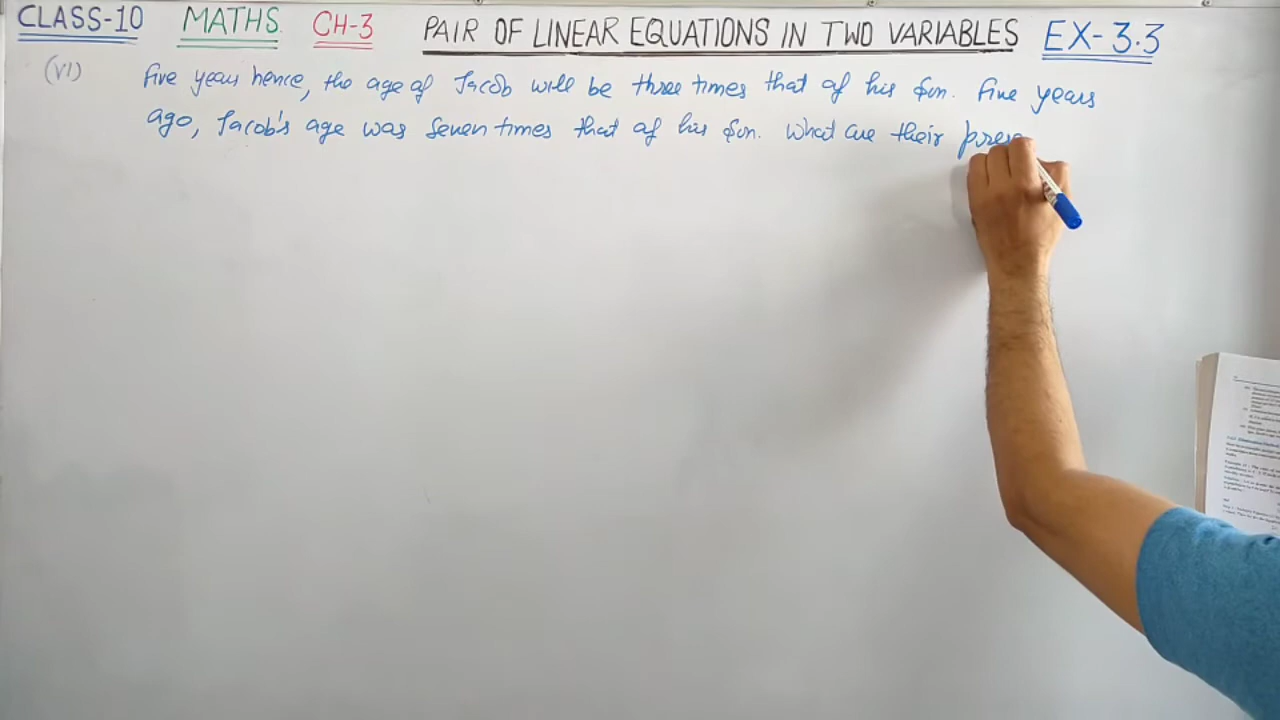 CLASS-10 MATHS. CH-3 PAIR OF LINEAR EQUATIONS IN TWO VARIABLES EX-3.3
(VI) Five years hence, the age of Jacob will be three times that of his son. Five years
ago, Jacob's age was seven times that of his son. What are their prese